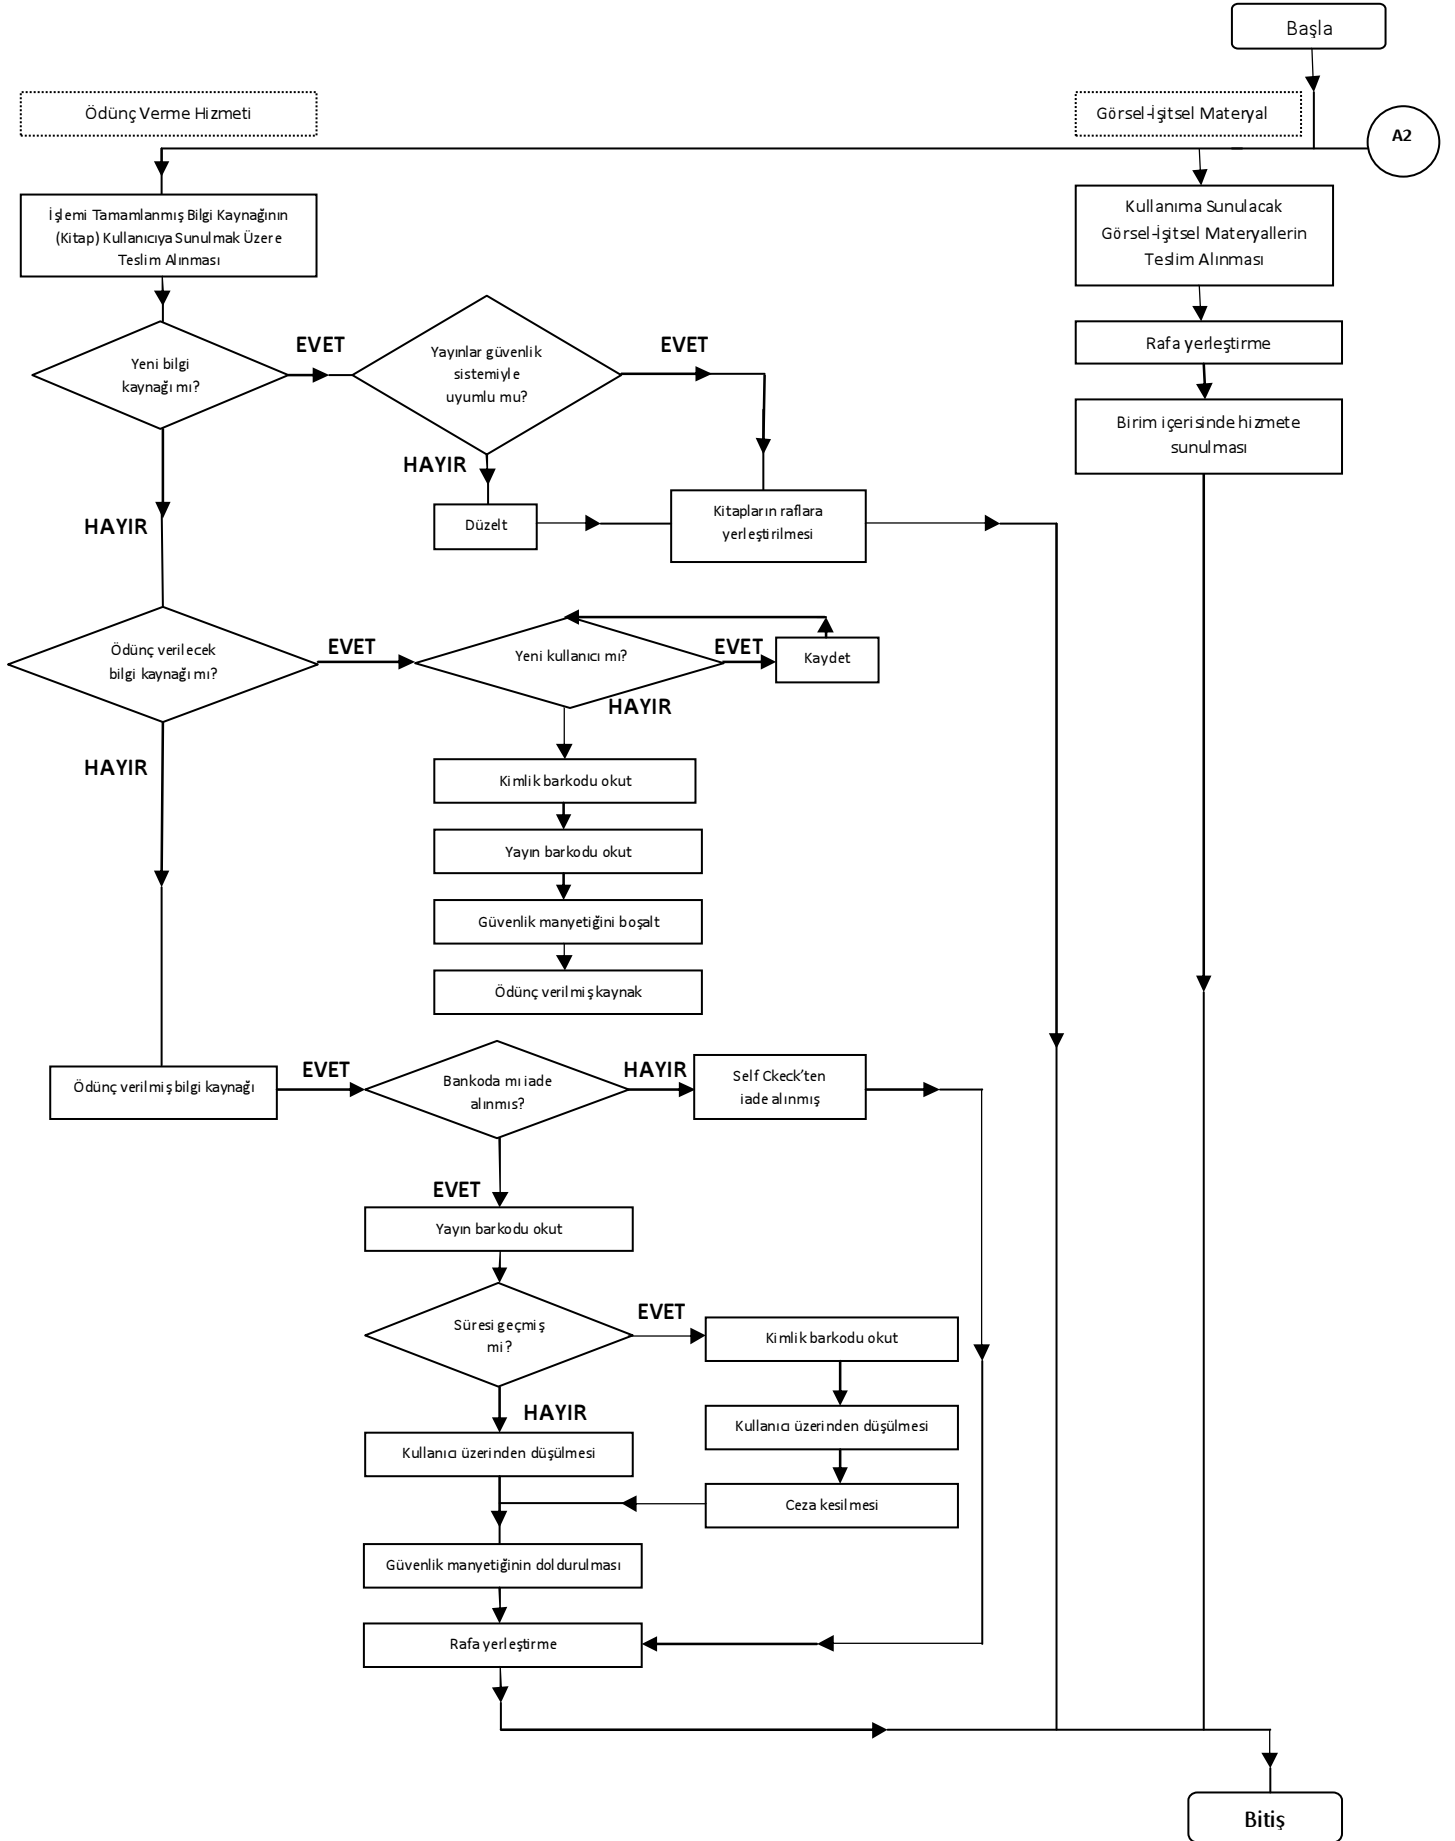 Başla
Ödünç Verme Hizmeti
Görsel-İşitsel Materyal
A2
İşlemi Tamamlanmış Bilgi Kaynağının
(Kitap) Kullanıcıya Sunulmak Üzere
Teslim Alınması
Kullanıma Sunulacak
Görsel-İşitsel Materyallerin
Teslim Alınması
Yeni bilgi
kaynağı mı?
EVET
Yayınlar güvenlik
sistemiyle
uyumlu mu?
EVET
Rafa yerleştirme
Birim içerisinde hizmete
sunulması
HAYIR
HAYIR
Düzelt
Kitapların raflara
yerleştirilmesi
Ödünç verilecek
bilgi kaynağı mı?
EVET
Yeni kullanıcı mı?
EVET
Kaydet
HAYIR
HAYIR
Kimlik barkodu okut
Yayın barkodu okut
Güvenlik manyetiğini boşalt
Ödünç verilmiş kaynak
Ödünç verilmiş bilgi kaynağı
EVET
Bankoda mı iade
alınmıs?
HAYIR
Self Ckeck’ten
iade alınmış
EVET
Yayın barkodu okut
Süresi geçmiş
mi?
EVET
Kimlik barkodu okut
HAYIR
Kullanıcı üzerinden düşülmesi
Kullanıcı üzerinden düşülmesi
Ceza kesilmesi
Güvenlik manyetiğinin doldurulması
Rafa yerleştirme
Bitiş